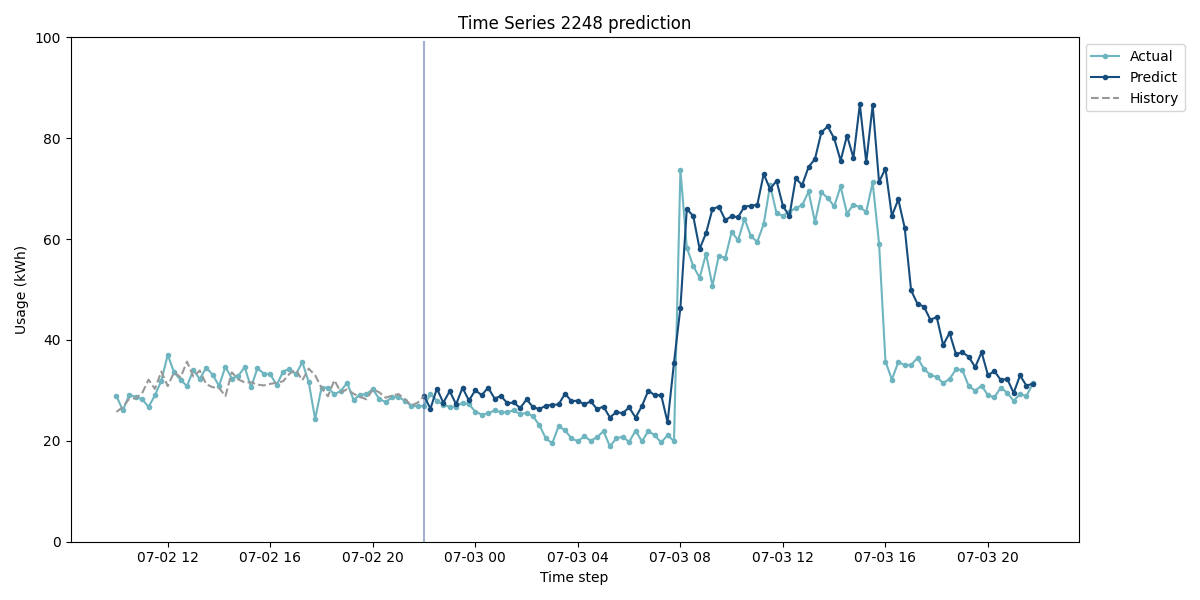 Time Series 2248 prediction
100
80
60
40
20
0
Usage (kWh)
07-02 12
07-02 16
07-02 20
07-03 00
07-03 04
07-03 08
07-03 12
07-03 16
07-03 20
Time step
Actual
Predict
History